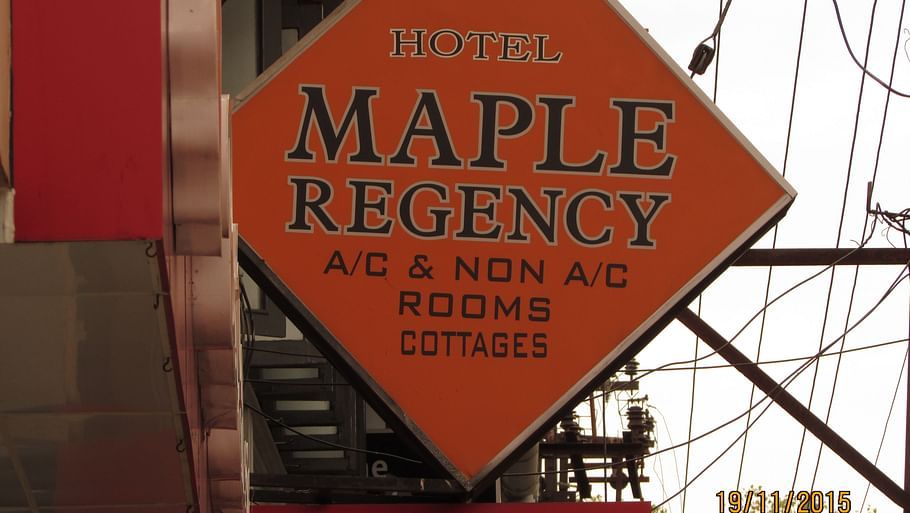 HOTEL
MAPLE
REGENCY
A/C & NON A/C
ROOMS
COTTAGES
e
19/11/2015